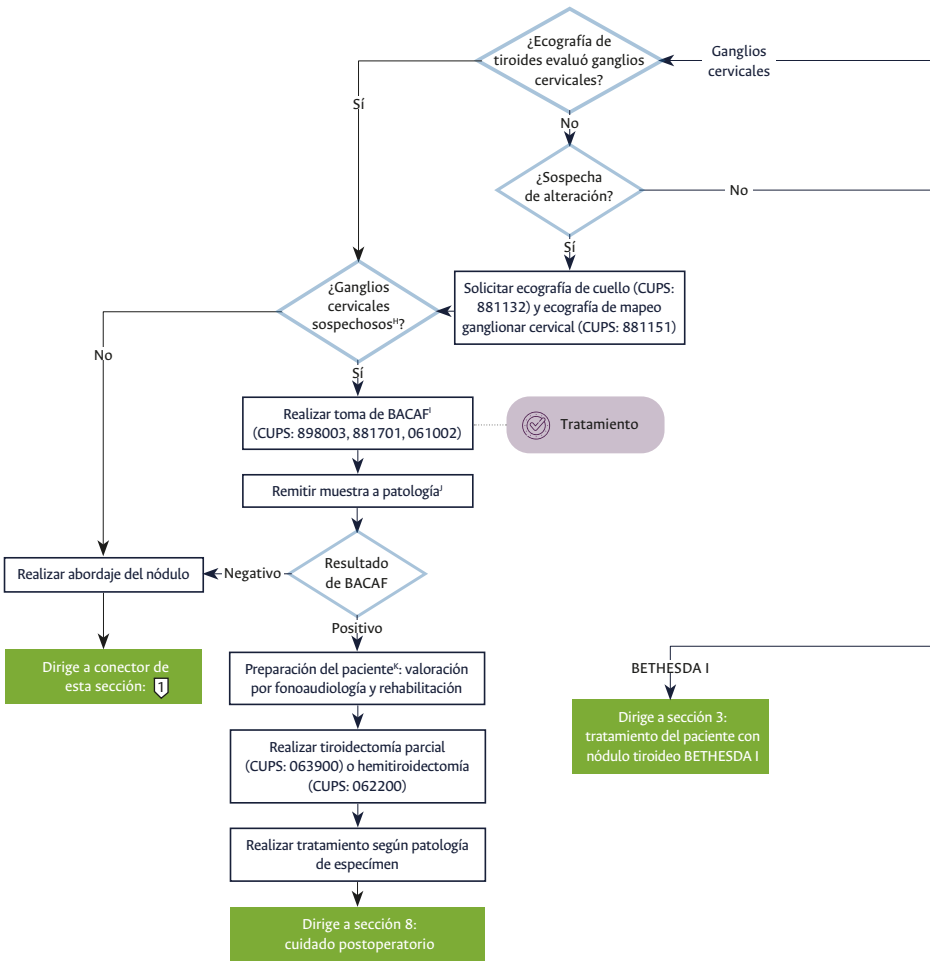 ¿Ecografía de
tiroides evaluó ganglios
cervicales?
Ganglios
cervicales
Sí
No
¿Sospecha
de alteración?
No
Sí
Solicitar ecografía de cuello (CUPS:
881132) y ecografía de mapeo
ganglionar cervical (CUPS: 881151)
¿Ganglios
cervicales
sospechososᴴ?
No
Sí
Realizar toma de BACAFᴵ
(CUPS: 898003, 881701, 061002)
Tratamiento
Remitir muestra a patologíaᴶ
Resultado
de BACAF
Negativo
Realizar abordaje del nódulo
Positivo
Dirige a conector de
esta sección: 1
Preparación del pacienteᴷ: valoración
por fonoaudiología y rehabilitación
BETHESDA I
Dirige a sección 3:
tratamiento del paciente con
nódulo tiroideo BETHESDA I
Realizar tiroidectomía parcial
(CUPS: 063900) o hemitiroidectomía
(CUPS: 062200)
Realizar tratamiento según patología
de espécimen
Dirige a sección 8:
cuidado postoperatorio